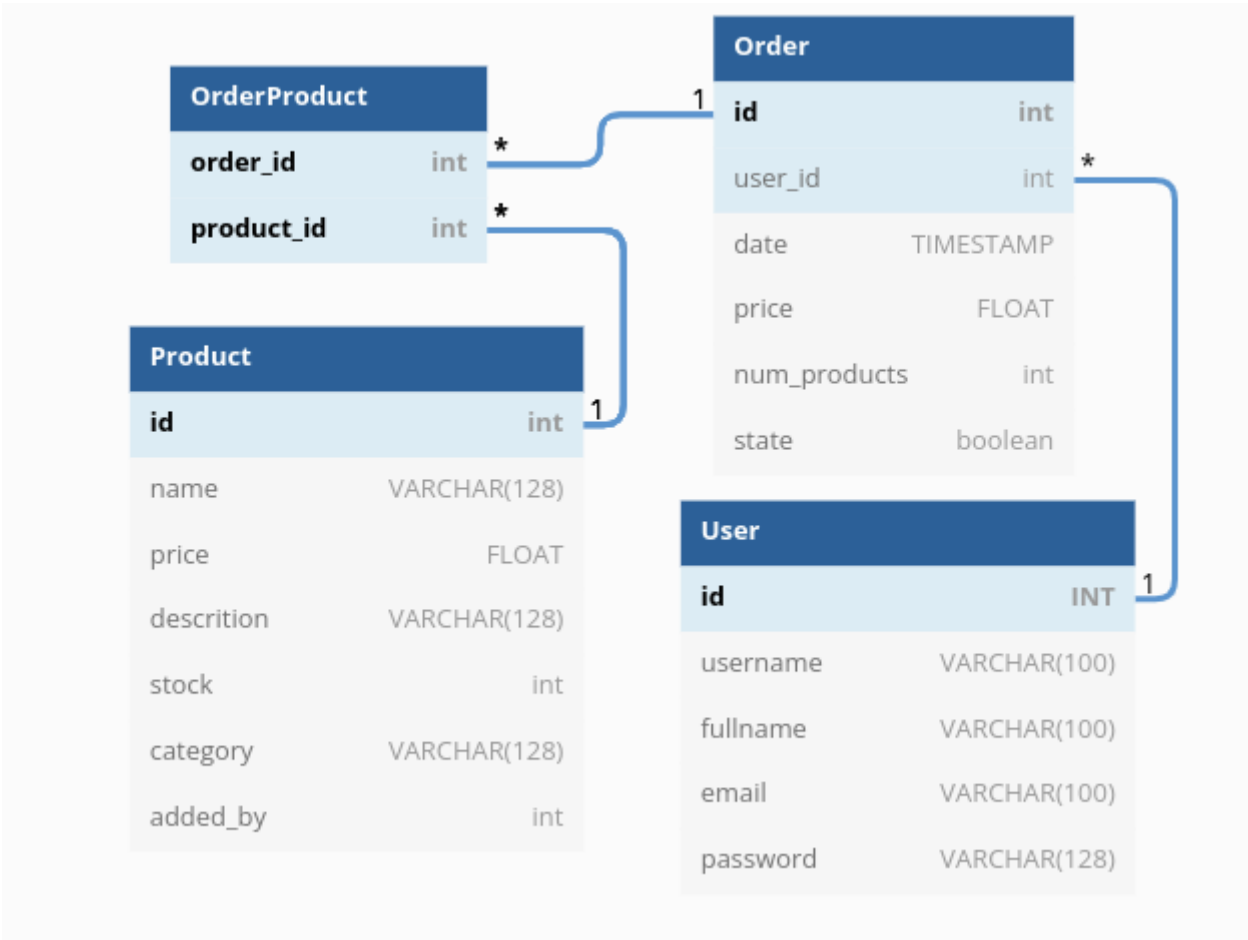 OrderProduct
order_id int *
product_id int *
Order
1 id int
user_id int *
date TIMESTAMP
price FLOAT
num_products int
state boolean
Product
id int 1
name VARCHAR(128)
price FLOAT
descrition VARCHAR(128)
stock int
category VARCHAR(128)
added_by int
User
id INT 1
username VARCHAR(100)
fullname VARCHAR(100)
email VARCHAR(100)
password VARCHAR(128)